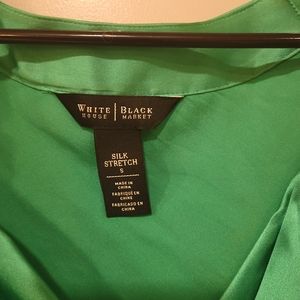 WHITE | BLACK
HOUSE | MARKET
SILK
STRETCH
S
MADE IN
CHINA
FABRIQUÉ EN
CHINE
FABRICADO EN
CHINA